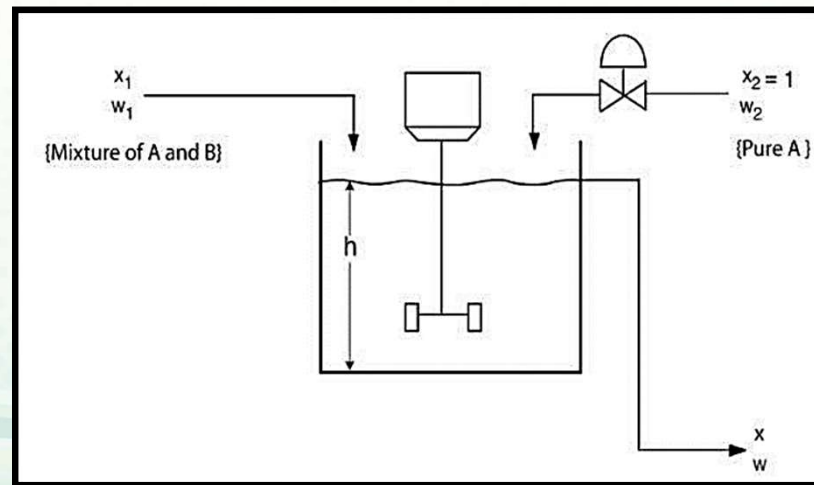 x1
w1
{Mixture of A and B}
x2 = 1
w2
{Pure A }
h
x
w